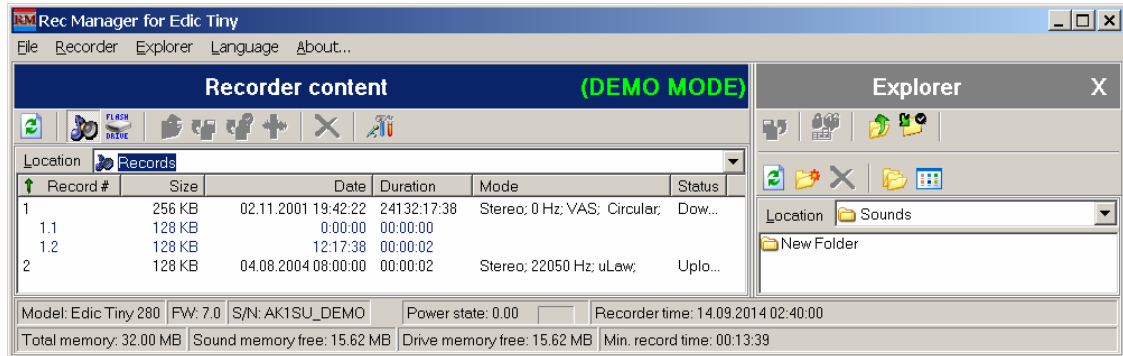 RM Rec Manager for Edic Tiny
File Recorder Explorer Language About...
Recorder content (DEMO MODE) Explorer X
FLASH
DRIVE
Location Records
Record # Size Date Duration Mode Status
1 256 KB 02.11.2001 19:42:22 24132:17:38 Stereo; 0 Hz; VAS; Circular; Dow...
1.1 128 KB 0:00:00 00:00:00
1.2 128 KB 12:17:38 00:00:02
2 128 KB 04.08.2004 08:00:00 00:00:02 Stereo; 22050 Hz; uLaw; Uplo...
Location Sounds
New Folder
Model: Edic Tiny 280 FW: 7.0 S/N: AK1SU_DEMO Power state: 0.00 Recorder time: 14.09.2014 02:40:00
Total memory: 32.00 MB Sound memory free: 15.62 MB Drive memory free: 15.62 MB Min. record time: 00:13:39